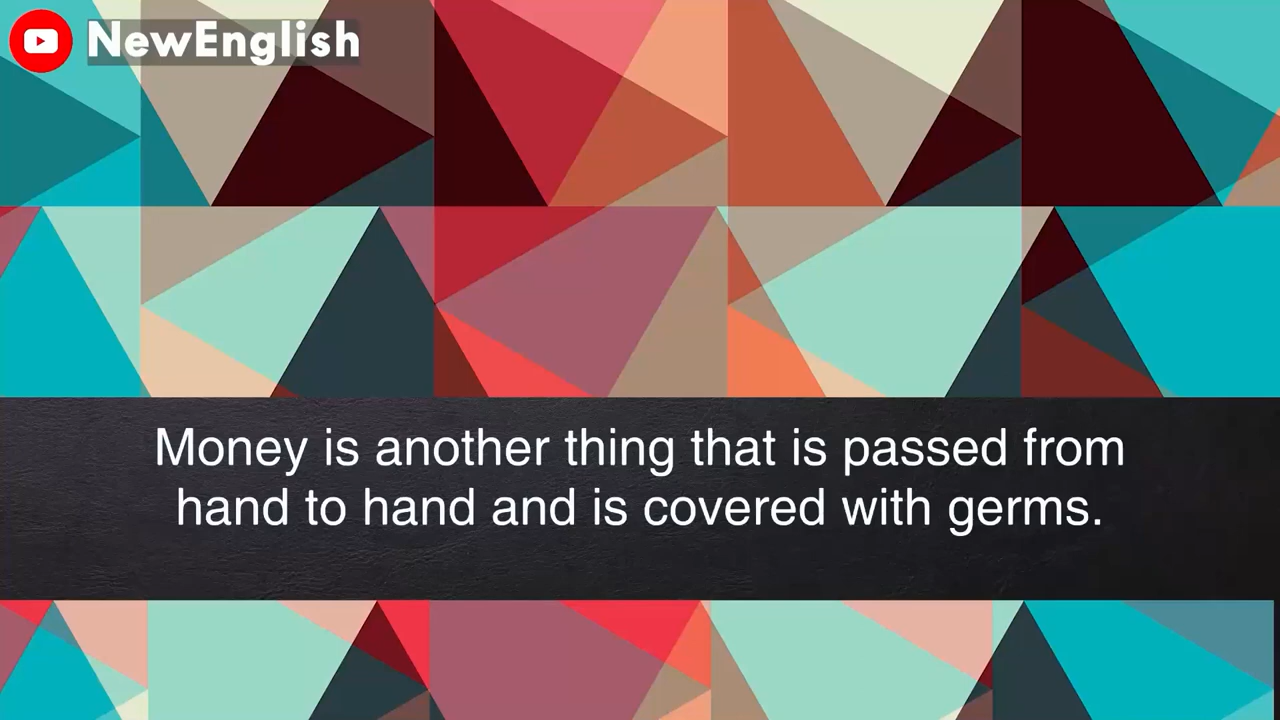 NewEnglish
Money is another thing that is passed from
hand to hand and is covered with germs.